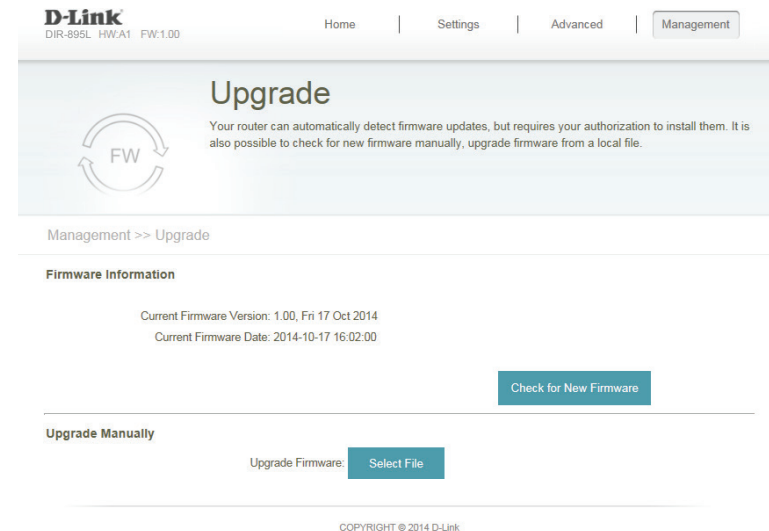 D-Link
DIR-895L HW:A1 FW:1.00
Home | Settings | Advanced | Management
Upgrade
Your router can automatically detect firmware updates, but requires your authorization to install them. It is
also possible to check for new firmware manually, upgrade firmware from a local file.
FW
Management >> Upgrade
Firmware Information
Current Firmware Version: 1.00, Fri 17 Oct 2014
Current Firmware Date: 2014-10-17 16:02:00
Check for New Firmware
Upgrade Manually
Upgrade Firmware: Select File
COPYRIGHT © 2014 D-Link